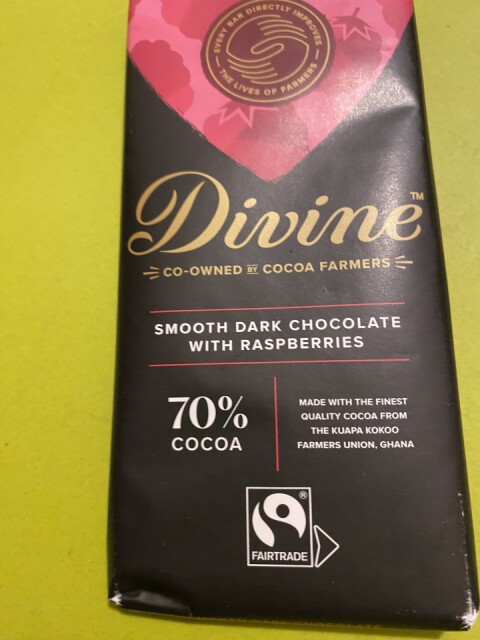 EVERY BAR DIRECTLY IMPROVES
THE LIVES OF FARMERS
Divine™
CO-OWNED BY COCOA FARMERS
SMOOTH DARK CHOCOLATE
WITH RASPBERRIES
70%
COCOA
MADE WITH THE FINEST
QUALITY COCOA FROM
THE KUAPA KOKOO
FARMERS UNION, GHANA
®
FAIRTRADE